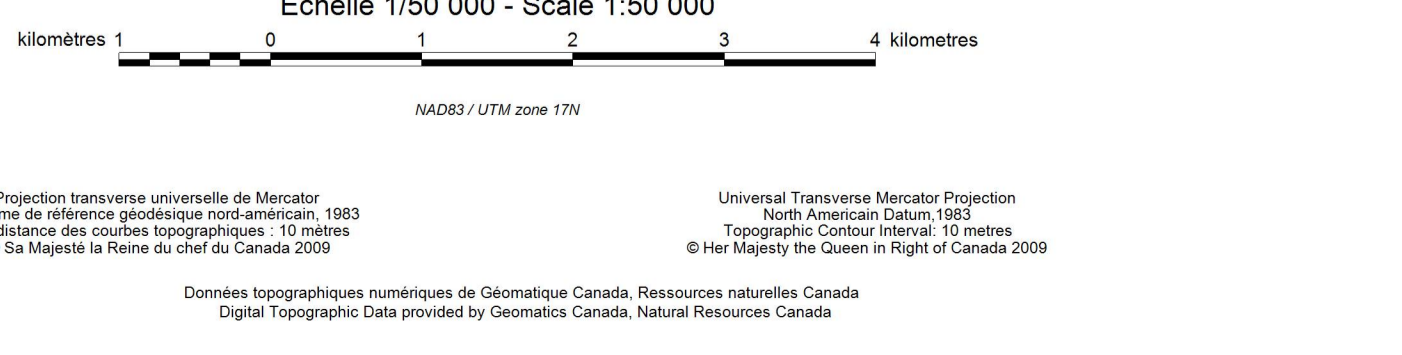 Échelle 1/50 000 - Scale 1:50 000
kilomètres 1 0 1 2 3 4 kilometres
NAD83 / UTM zone 17N
Projection transverse universelle de Mercator
me de référence géodésique nord-américain, 1983
distance des courbes topographiques : 10 mètres
Sa Majesté la Reine du chef du Canada 2009
Universal Transverse Mercator Projection
North Americain Datum,1983
Topographic Contour Interval: 10 metres
© Her Majesty the Queen in Right of Canada 2009
Données topographiques numériques de Géomatique Canada, Ressources naturelles Canada
Digital Topographic Data provided by Geomatics Canada, Natural Resources Canada